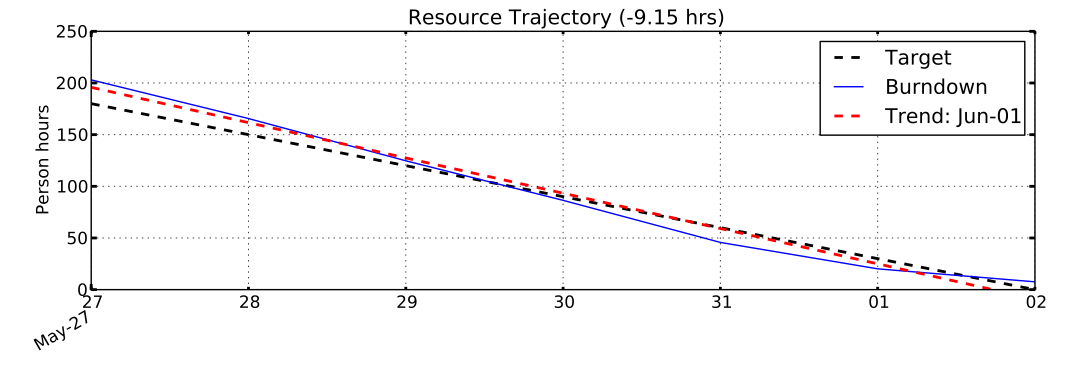 Resource Trajectory (-9.15 hrs)
250
200
150
100
50
0
Person hours
Target
Burndown
Trend: Jun-01
27 28 29 30 31 01 02
May-27